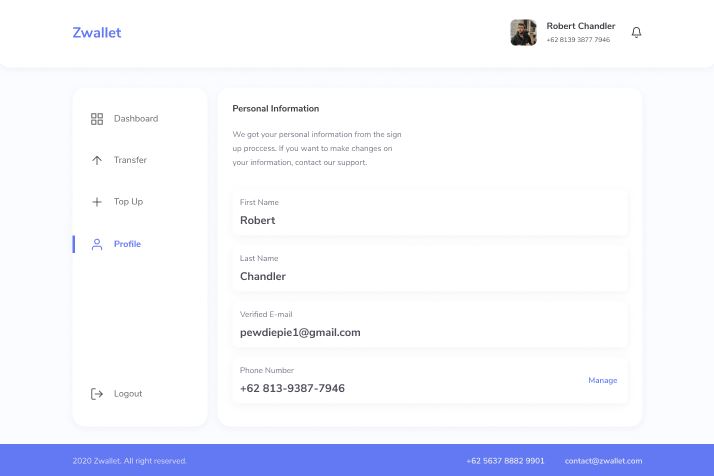 Zwallet
Robert Chandler
+62 8139 3877 7946
Dashboard
Transfer
Top Up
Profile
Logout
Personal Information
We got your personal information from the sign
up proccess. If you want to make changes on
your information, contact our support.
First Name
Robert
Last Name
Chandler
Verified E-mail
pewdiepie1@gmail.com
Phone Number
+62 813-9387-7946
Manage
2020 Zwallet. All right reserved.
+62 5637 8882 9901
contact@zwallet.com